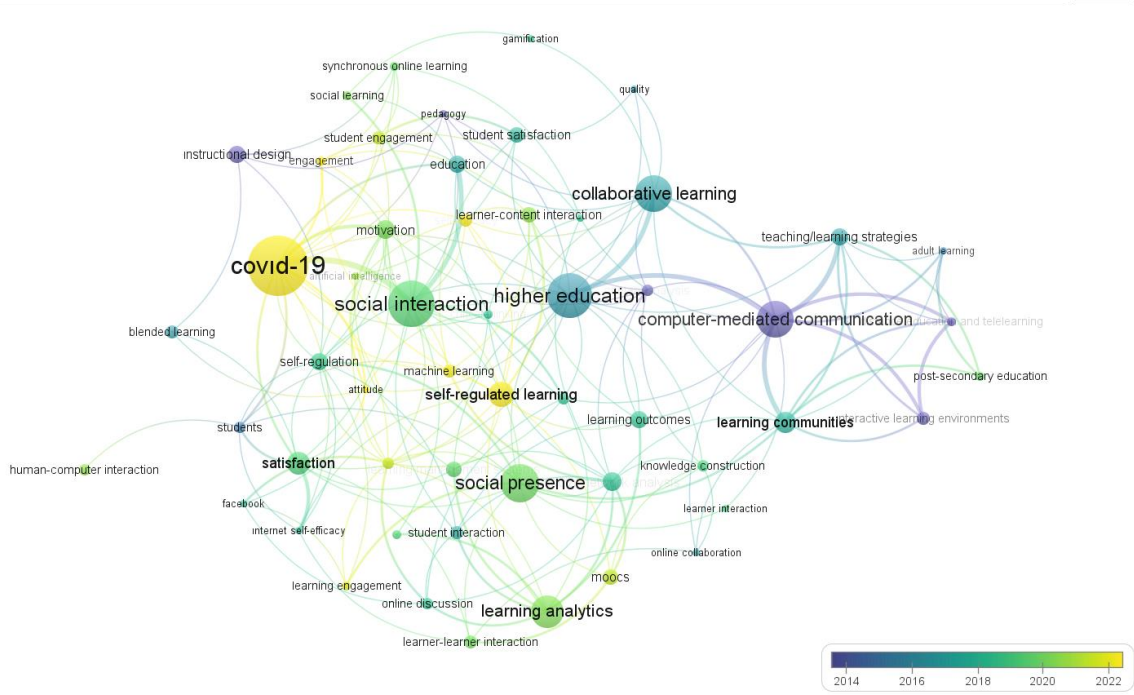 gamification
synchronous online learning
social learning
quality
pedagogy
student engagement
student satisfaction
instructional design
engagement
education
collaborative learning
learner-content interaction
motivation
teaching/learning strategies
adult learning
covid-19
artificial intelligence
social interaction
higher education
computer-mediated communication
and telelearning
blended learning
self-regulation
machine learning
attitude
self-regulated learning
post-secondary education
students
learning outcomes
learning communities
interactive learning environments
satisfaction
human-computer interaction
knowledge construction
social presence
facebook
learner interaction
internet self-efficacy
student interaction
online collaboration
learning engagement
moocs
online discussion
learning analytics
learner-learner interaction
2014 2016 2018 2020 2022